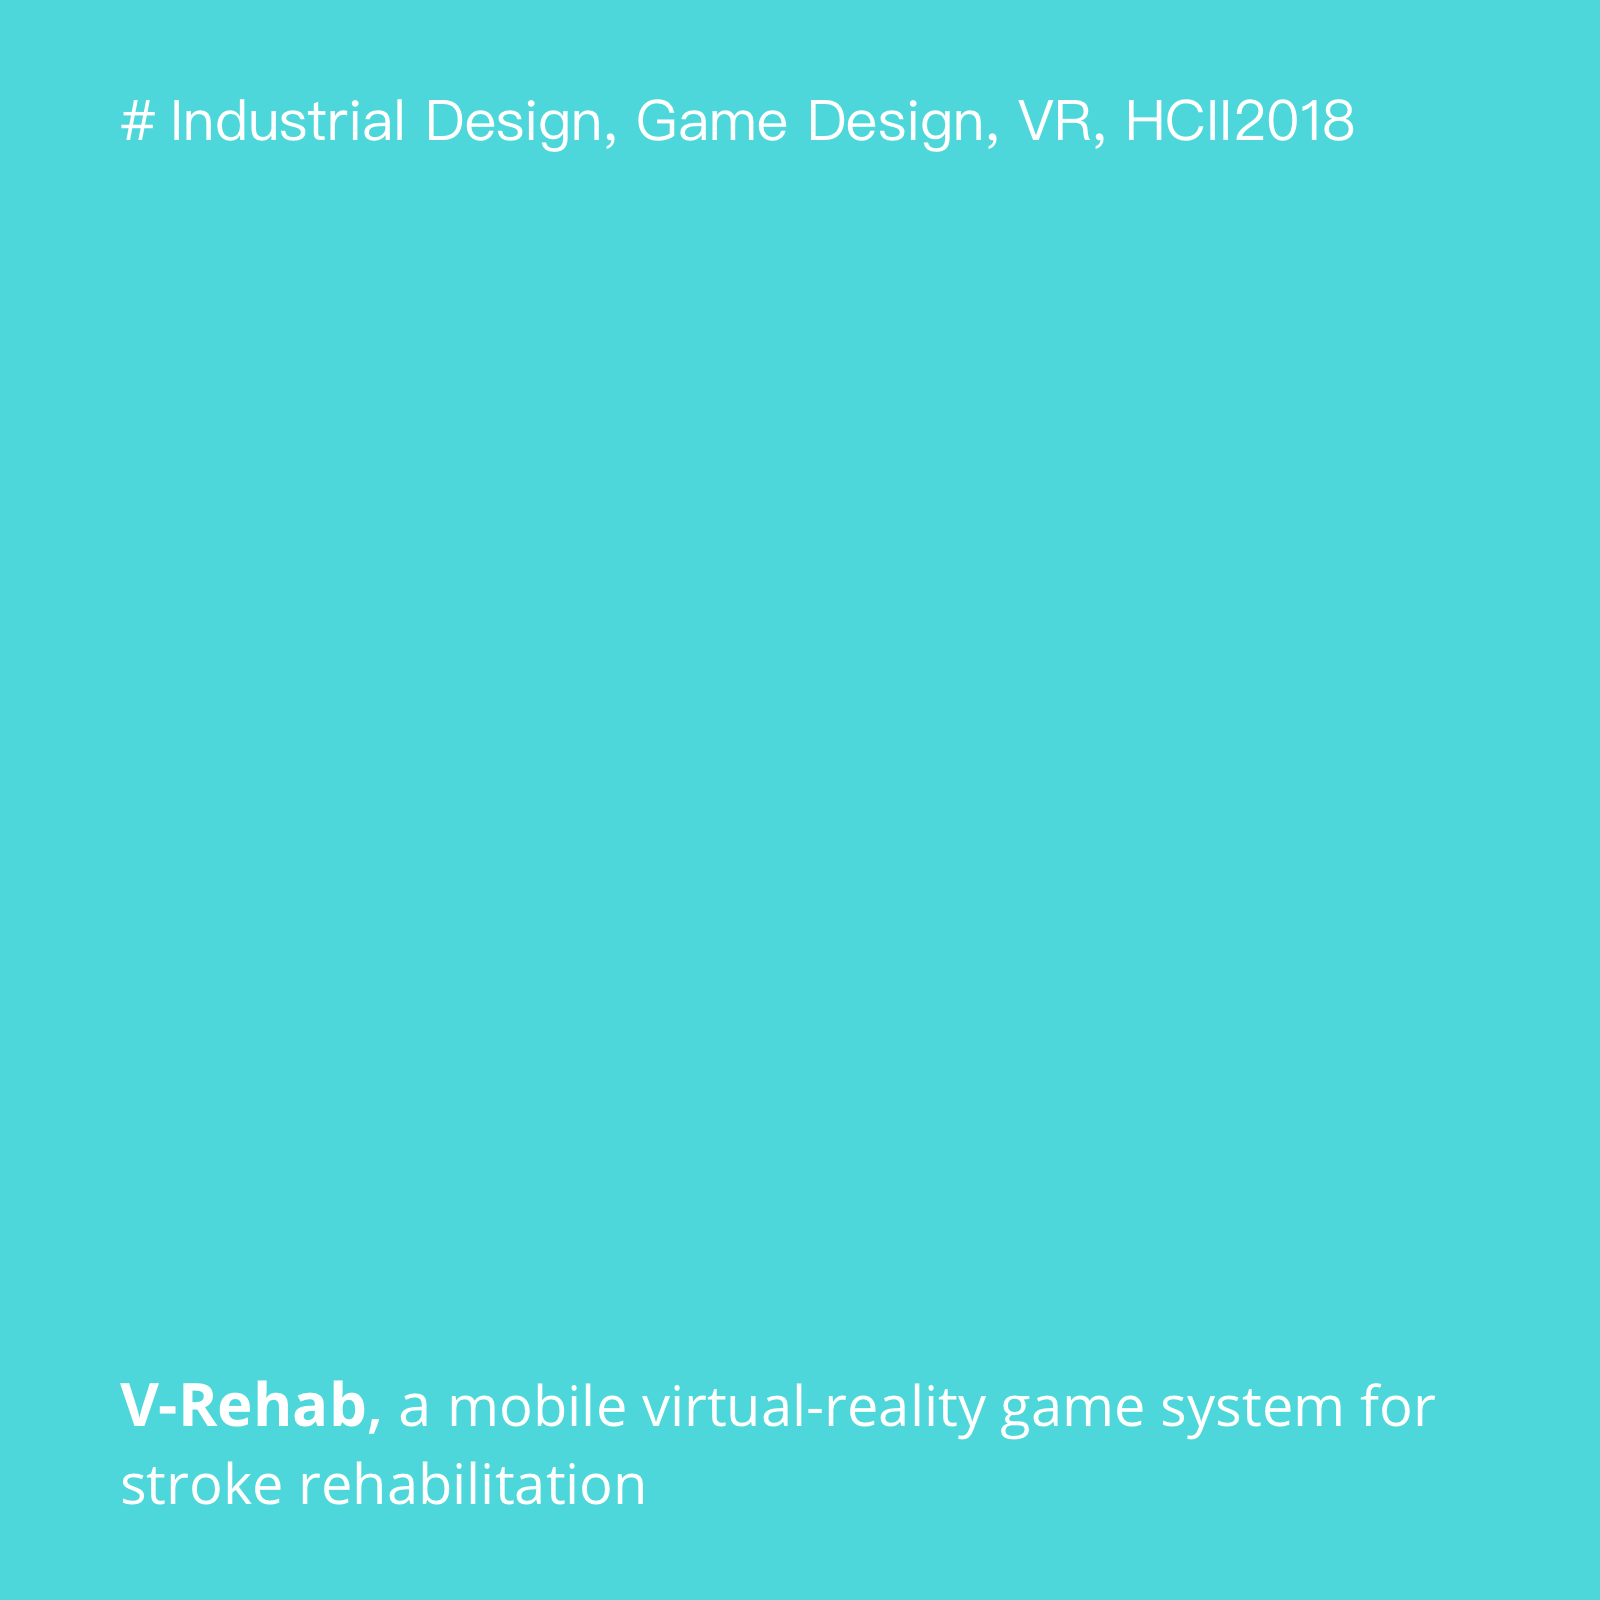 # Industrial Design, Game Design, VR, HCII2018
V-Rehab, a mobile virtual-reality game system for
stroke rehabilitation